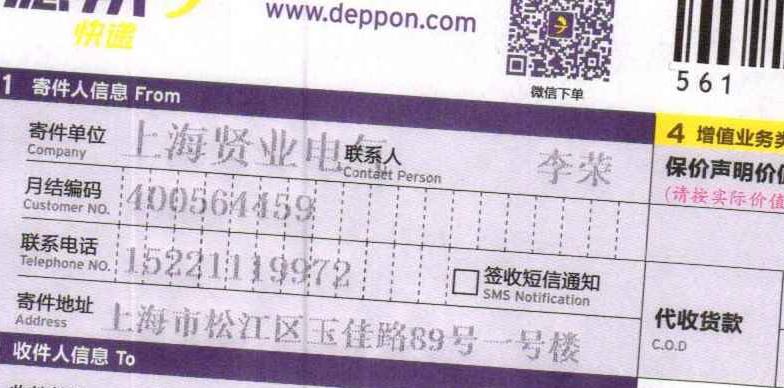 快递
www.deppon.com
微信下单
561
1 寄件人信息 From
4 增值业务
寄件单位 上海贤业电气 联系人 李荣
Company Contact Person
保价声明价值
(请按实际价值
月结编码 400564459
Customer NO.
联系电话 15221119972
Telephone NO.
签收短信通知
SMS Notification
寄件地址 上海市松江区玉佳路89号一号楼
Address
代收货款
C.O.D
收件人信息 To